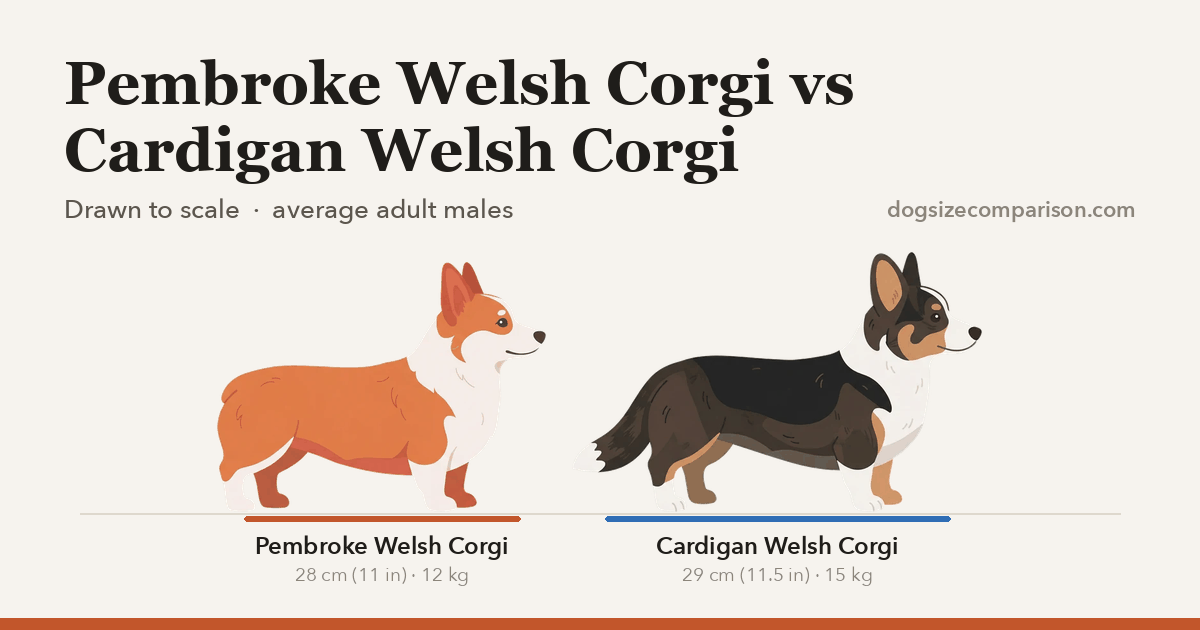 Pembroke Welsh Corgi vs
Cardigan Welsh Corgi
Drawn to scale · average adult males
dogsizecomparison.com
Pembroke Welsh Corgi
28 cm (11 in) · 12 kg
Cardigan Welsh Corgi
29 cm (11.5 in) · 15 kg